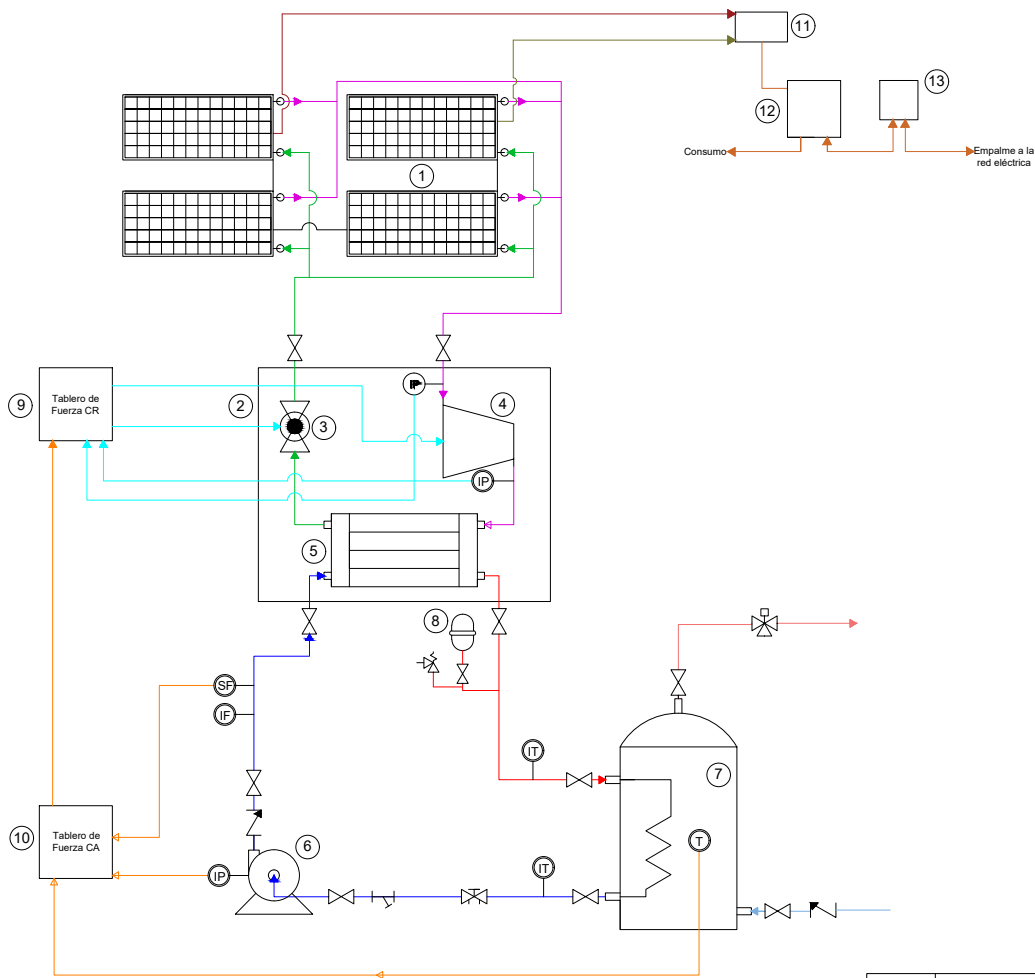 11
13
12
Consumo
Empalme a la
red eléctrica
1
Tablero de
Fuerza CR
9
2
3
4
IP
IP
5
8
SF
IF
IT
7
Tablero de
Fuerza CA
10
6
T
IP
IT